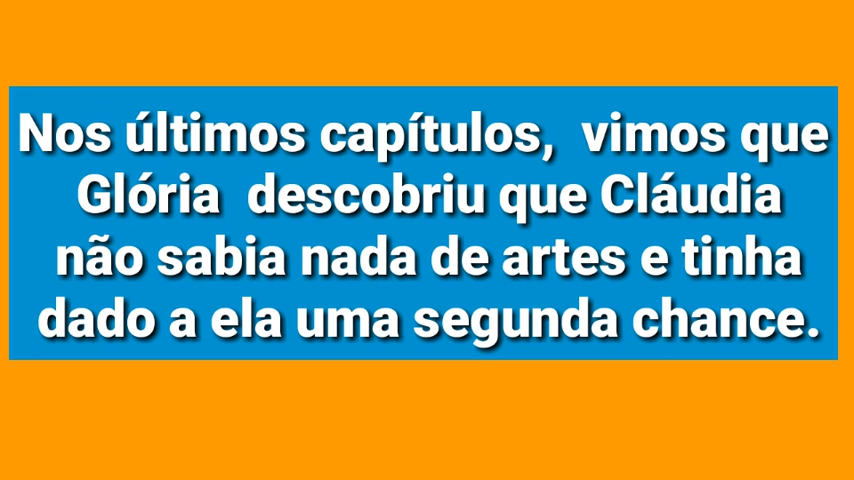 Nos últimos capítulos, vimos que
Glória descobriu que Cláudia
não sabia nada de artes e tinha
dado a ela uma segunda chance.